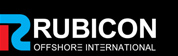 RUBICON
OFFSHORE INTERNATIONAL